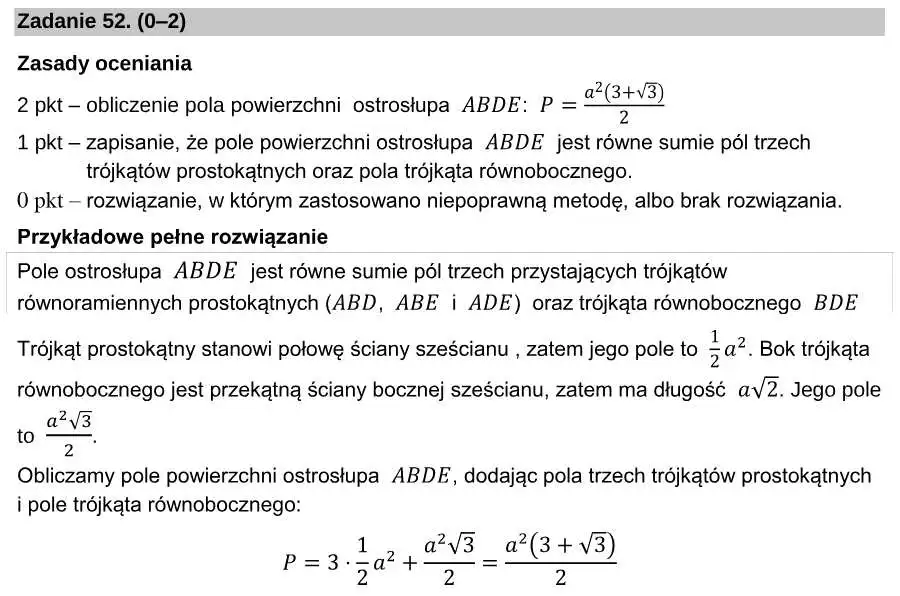 Zadanie 52. (0–2)
Zasady oceniania
2 pkt – obliczenie pola powierzchni ostrosłupa ABDE: P = a²(3+√3)/2
1 pkt – zapisanie, że pole powierzchni ostrosłupa ABDE jest równe sumie pól trzech
trójkątów prostokątnych oraz pola trójkąta równobocznego.
0 pkt – rozwiązanie, w którym zastosowano niepoprawną metodę, albo brak rozwiązania.
Przykładowe pełne rozwiązanie
Pole ostrosłupa ABDE jest równe sumie pól trzech przystających trójkątów
równoramiennych prostokątnych (ABD, ABE i ADE) oraz trójkąta równobocznego BDE
Trójkąt prostokątny stanowi połowę ściany sześcianu , zatem jego pole to 1/2 a². Bok trójkąta
równobocznego jest przekątną ściany bocznej sześcianu, zatem ma długość a√2. Jego pole
to a²√3/2.
Obliczamy pole powierzchni ostrosłupa ABDE, dodając pola trzech trójkątów prostokątnych
i pole trójkąta równobocznego:
P = 3 · 1/2 a² + a²√3/2 = a²(3 + √3)/2